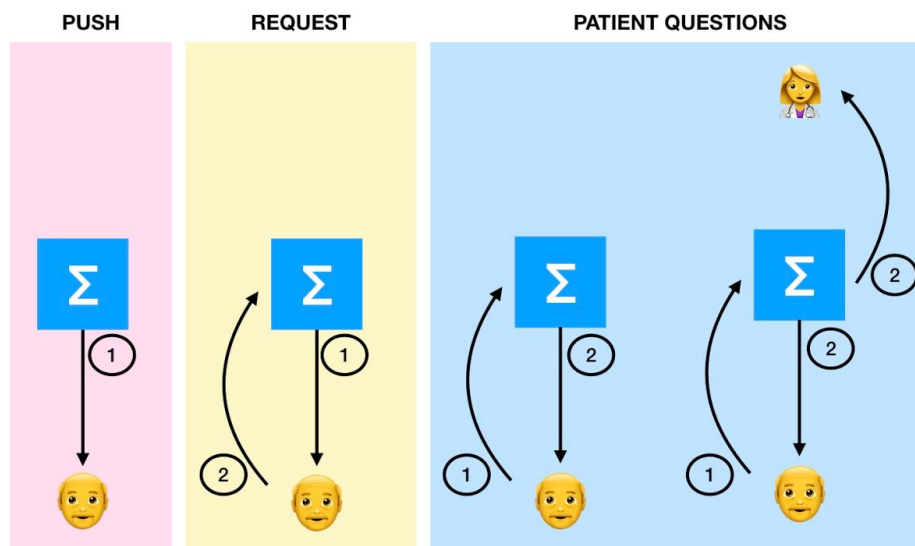 PUSH
REQUEST
PATIENT QUESTIONS
Σ
Σ
Σ
Σ
1
1
2
2
2
2
1
1